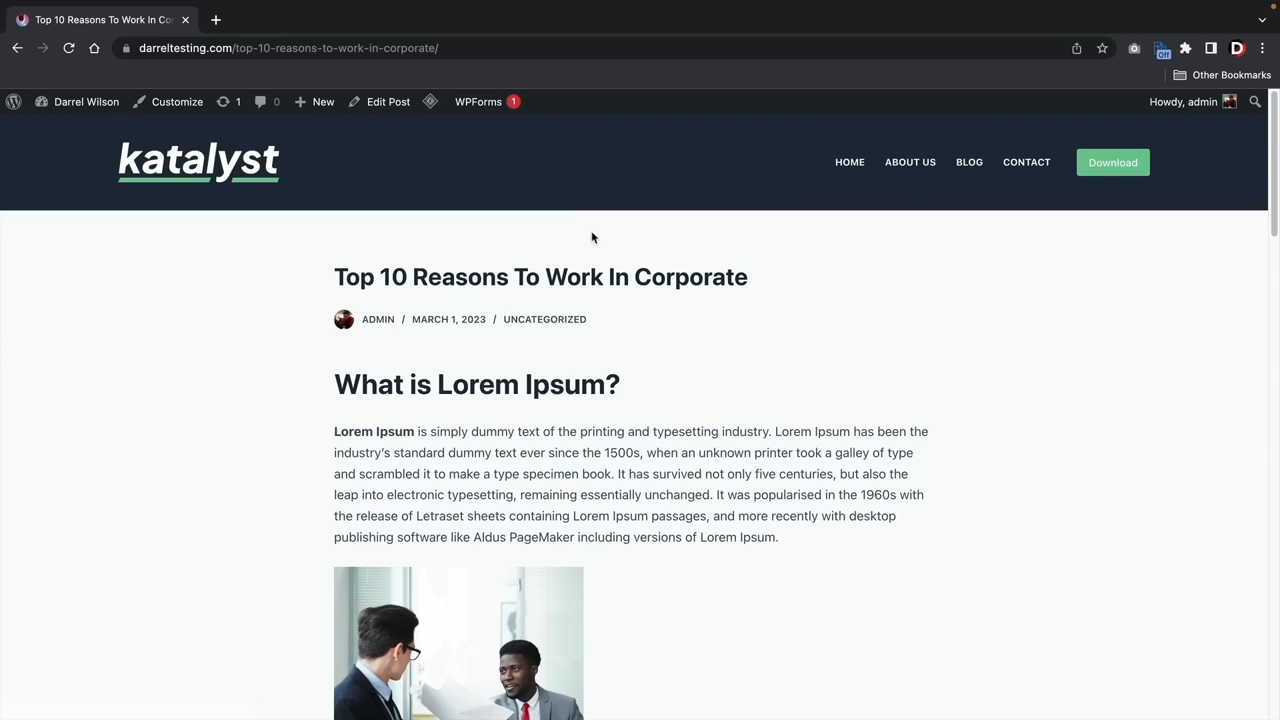 Top 10 Reasons To Work In Co
darreltesting.com/top-10-reasons-to-work-in-corporate/
Off
D
Other Bookmarks
Darrel Wilson Customize 1 0 New Edit Post WPForms 1 Howdy, admin
katalyst
HOME ABOUT US BLOG CONTACT Download
Top 10 Reasons To Work In Corporate
ADMIN / MARCH 1, 2023 / UNCATEGORIZED
What is Lorem Ipsum?
Lorem Ipsum is simply dummy text of the printing and typesetting industry. Lorem Ipsum has been the
industry’s standard dummy text ever since the 1500s, when an unknown printer took a galley of type
and scrambled it to make a type specimen book. It has survived not only five centuries, but also the
leap into electronic typesetting, remaining essentially unchanged. It was popularised in the 1960s with
the release of Letraset sheets containing Lorem Ipsum passages, and more recently with desktop
publishing software like Aldus PageMaker including versions of Lorem Ipsum.